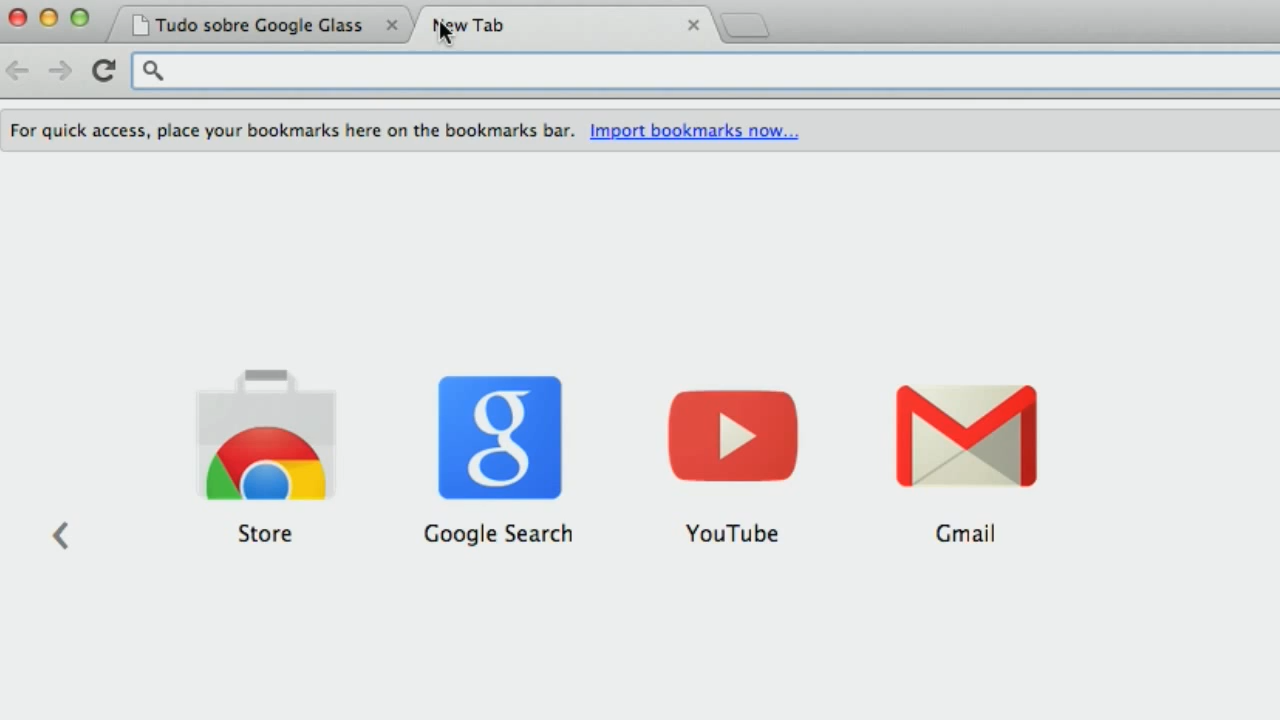 Tudo sobre Google Glass
New Tab
For quick access, place your bookmarks here on the bookmarks bar. Import bookmarks now...
g
Store
Google Search
YouTube
Gmail